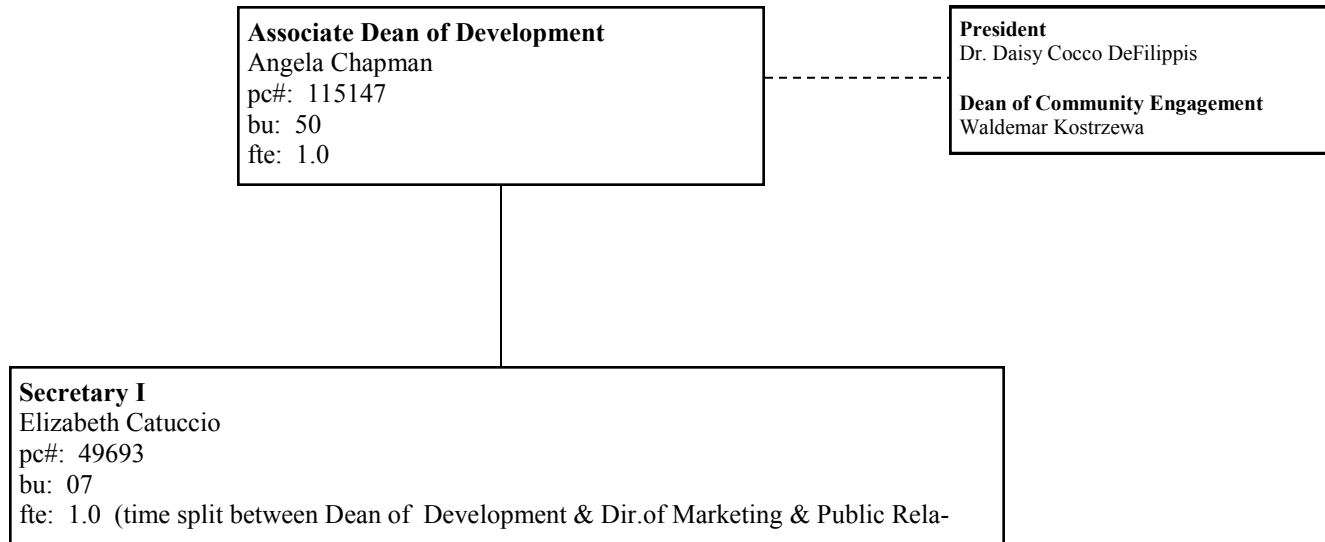 Associate Dean of Development
Angela Chapman
pc#: 115147
bu: 50
fte: 1.0
President
Dr. Daisy Cocco DeFilippis
Dean of Community Engagement
Waldemar Kostrzewa
Secretary I
Elizabeth Catuccio
pc#: 49693
bu: 07
fte: 1.0 (time split between Dean of Development & Dir.of Marketing & Public Rela-